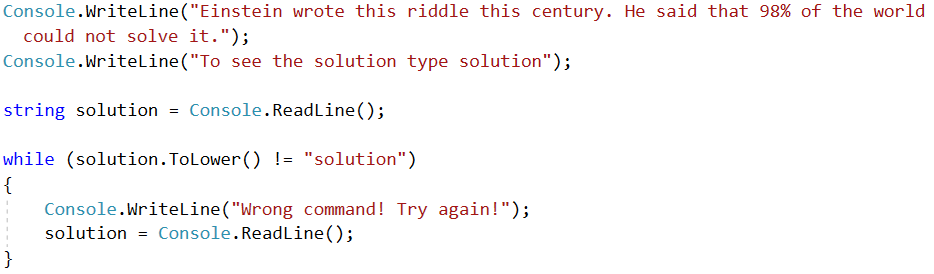 Console.WriteLine("Einstein wrote this riddle this century. He said that 98% of the world
could not solve it.");
Console.WriteLine("To see the solution type solution");
string solution = Console.ReadLine();
while (solution.ToLower() != "solution")
{
Console.WriteLine("Wrong command! Try again!");
solution = Console.ReadLine();
}